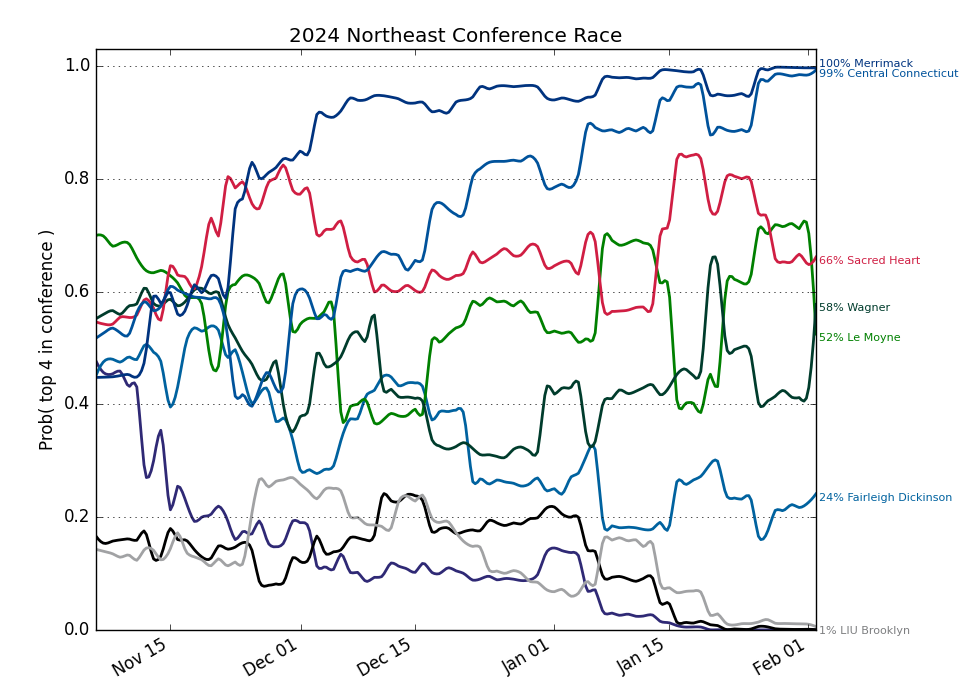 2024 Northeast Conference Race
Prob( top 4 in conference )
1.0
0.8
0.6
0.4
0.2
0.0
Nov 15
Dec 01
Dec 15
Jan 01
Jan 15
Feb 01
100% Merrimack
99% Central Connecticut
66% Sacred Heart
58% Wagner
52% Le Moyne
24% Fairleigh Dickinson
1% LIU Brooklyn